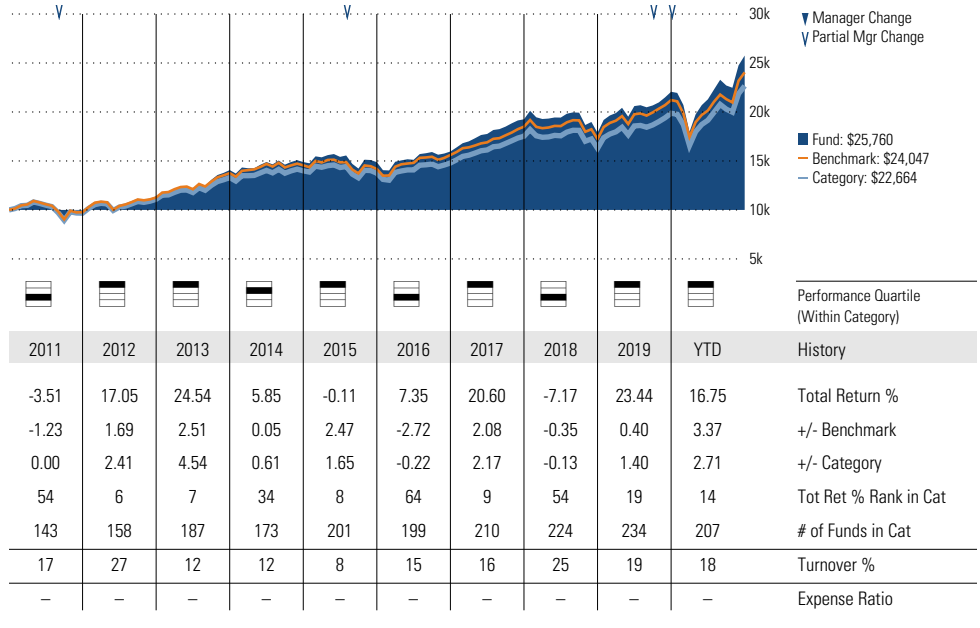 30k
▼ Manager Change
Partial Mgr Change
25k
20k
Fund: $25,760
Benchmark: $24,047
15k
Category: $22,664
10k
5k
Performance Quartile
(Within Category)
2011 2012 2013 2014 2015 2016 2017 2018 2019 YTD History
-3.51 17.05 24.54 5.85 -0.11 7.35 20.60 -7.17 23.44 16.75 Total Return %
-1.23 1.69 2.51 0.05 2.47 -2.72 2.08 -0.35 0.40 3.37 +/- Benchmark
0.00 2.41 4.54 0.61 1.65 -0.22 2.17 -0.13 1.40 2.71 +/- Category
54 6 7 34 8 64 9 54 19 14 Tot Ret % Rank in Cat
143 158 187 173 201 199 210 224 234 207 # of Funds in Cat
17 27 12 12 8 15 16 25 19 18 Turnover %
– – – – – – – – – – Expense Ratio